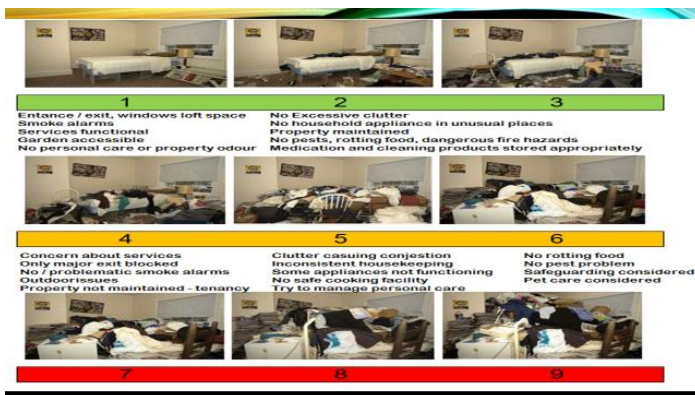 1 2 3
Entance / exit, windows loft space No Excessive clutter
Smoke alarms No household appliance in unusual places
Services functional Property maintained
Garden accessible No pests, rotting food, dangerous fire hazards
No personal care or property odour Medication and cleaning products stored appropriately
4 5 6
Concern about services Clutter casuing conjestion No rotting food
Only major exit blocked Inconsistent housekeeping No pest problem
No / problematic smoke alarms Some appliances not functioning Safeguarding considered
Outdoorissues No safe cooking facility Pet care considered
Property not maintained - tenancy Try to manage personal care
7 8 9